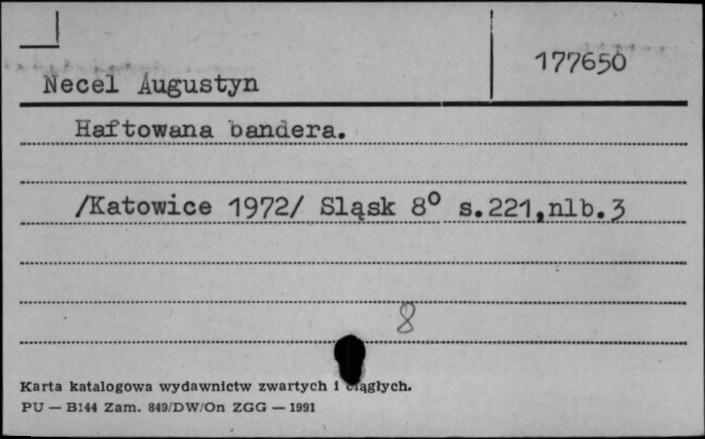 177650
Necel Augustyn
Haftowana bandera.
/Katowice 1972/ Sląsk 8° s.221,nlb.3
8
Karta katalogowa wydawnictw zwartych i ciągłych.
PU — B144 Zam. 849/DW/On ZGG — 1991